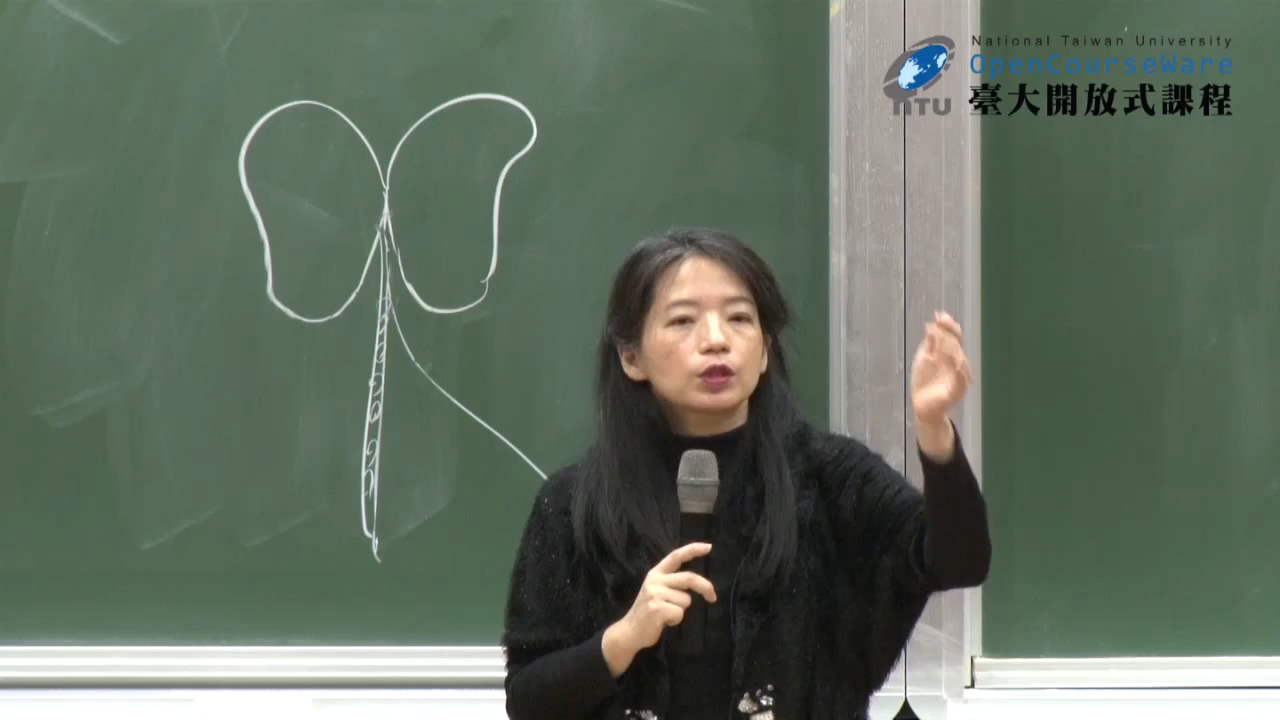 National Taiwan University
OpenCourseWare
臺大開放式課程
NTU